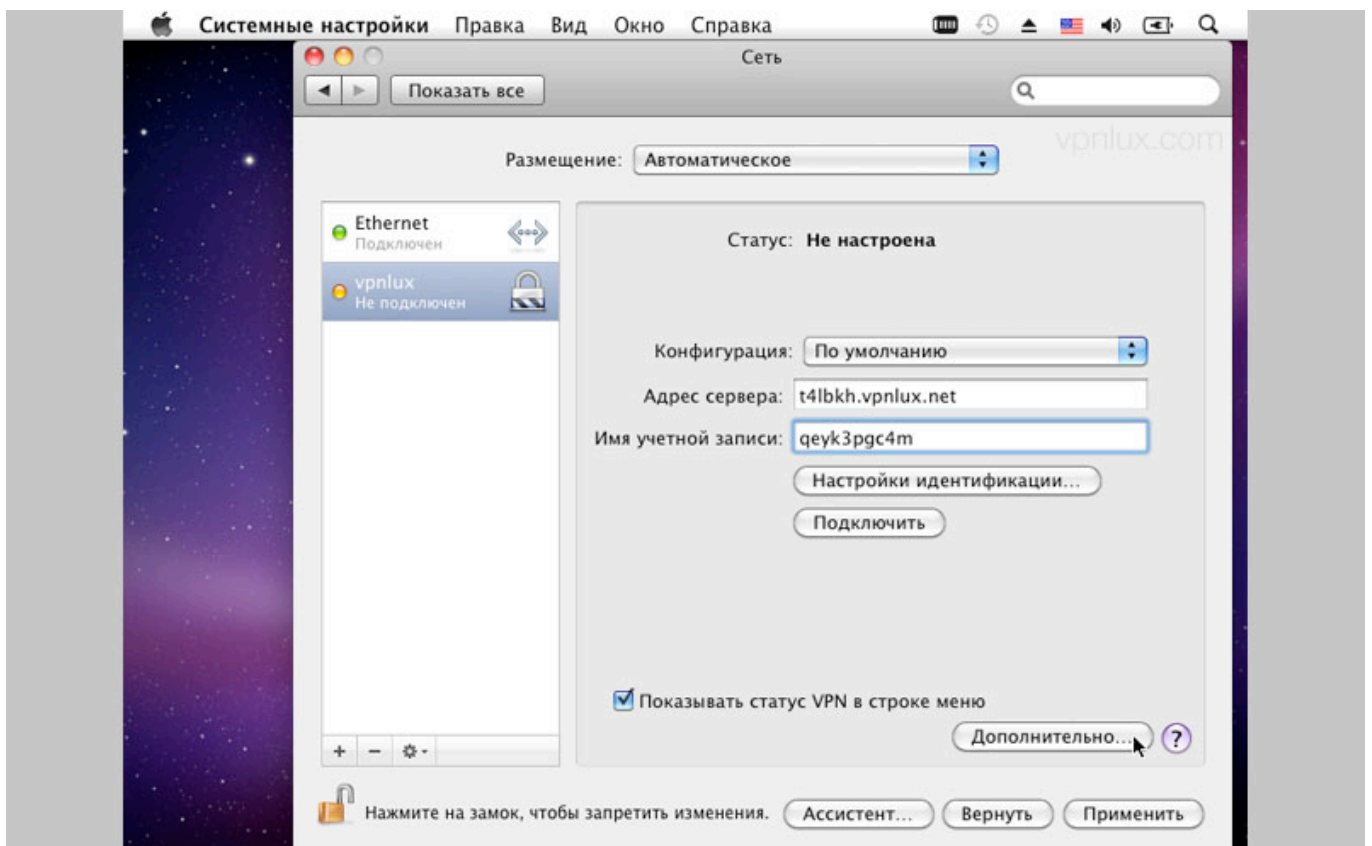 Системные настройки Правка Вид Окно Справка
Сеть
Показать все
vpnlux.com
Размещение: Автоматическое
Ethernet
Подключен
vpnlux
Не подключен
Статус: Не настроена
Конфигурация: По умолчанию
Адрес сервера: t4lbkh.vpnlux.net
Имя учетной записи: qeyk3pgc4m
Настройки идентификации...
Подключить
Показывать статус VPN в строке меню
Дополнительно... ?
Нажмите на замок, чтобы запретить изменения. Ассистент... Вернуть Применить